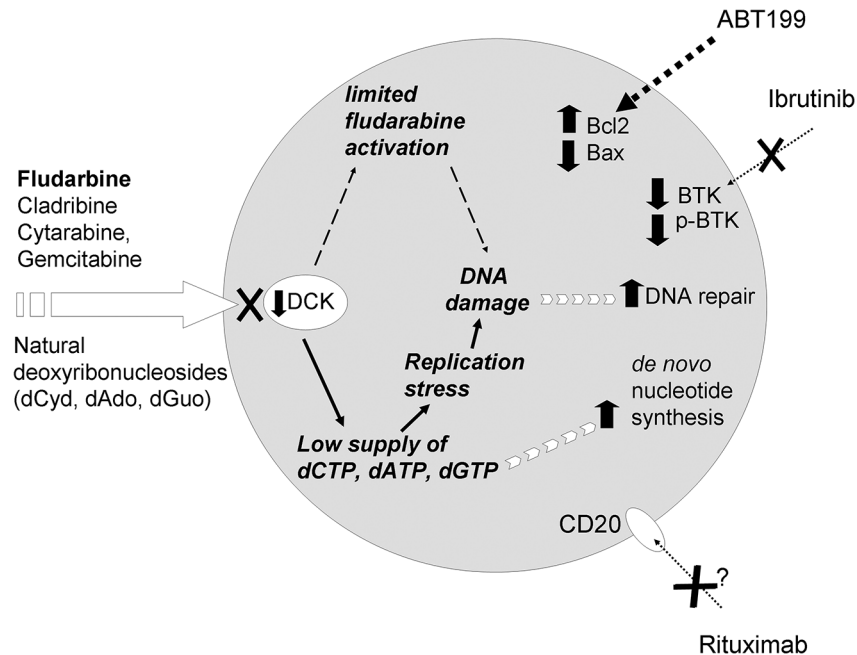 ABT199
Ibrutinib
limited
fludarabine
activation
Bcl2
Bax
BTK
p-BTK
Fludarbine
Cladribine
Cytarabine,
Gemcitabine
DCK
DNA
damage
DNA repair
Natural
deoxyribonucleosides
(dCyd, dAdo, dGuo)
Replication
stress
de novo
nucleotide
synthesis
Low supply of
dCTP, dATP, dGTP
CD20
?
Rituximab